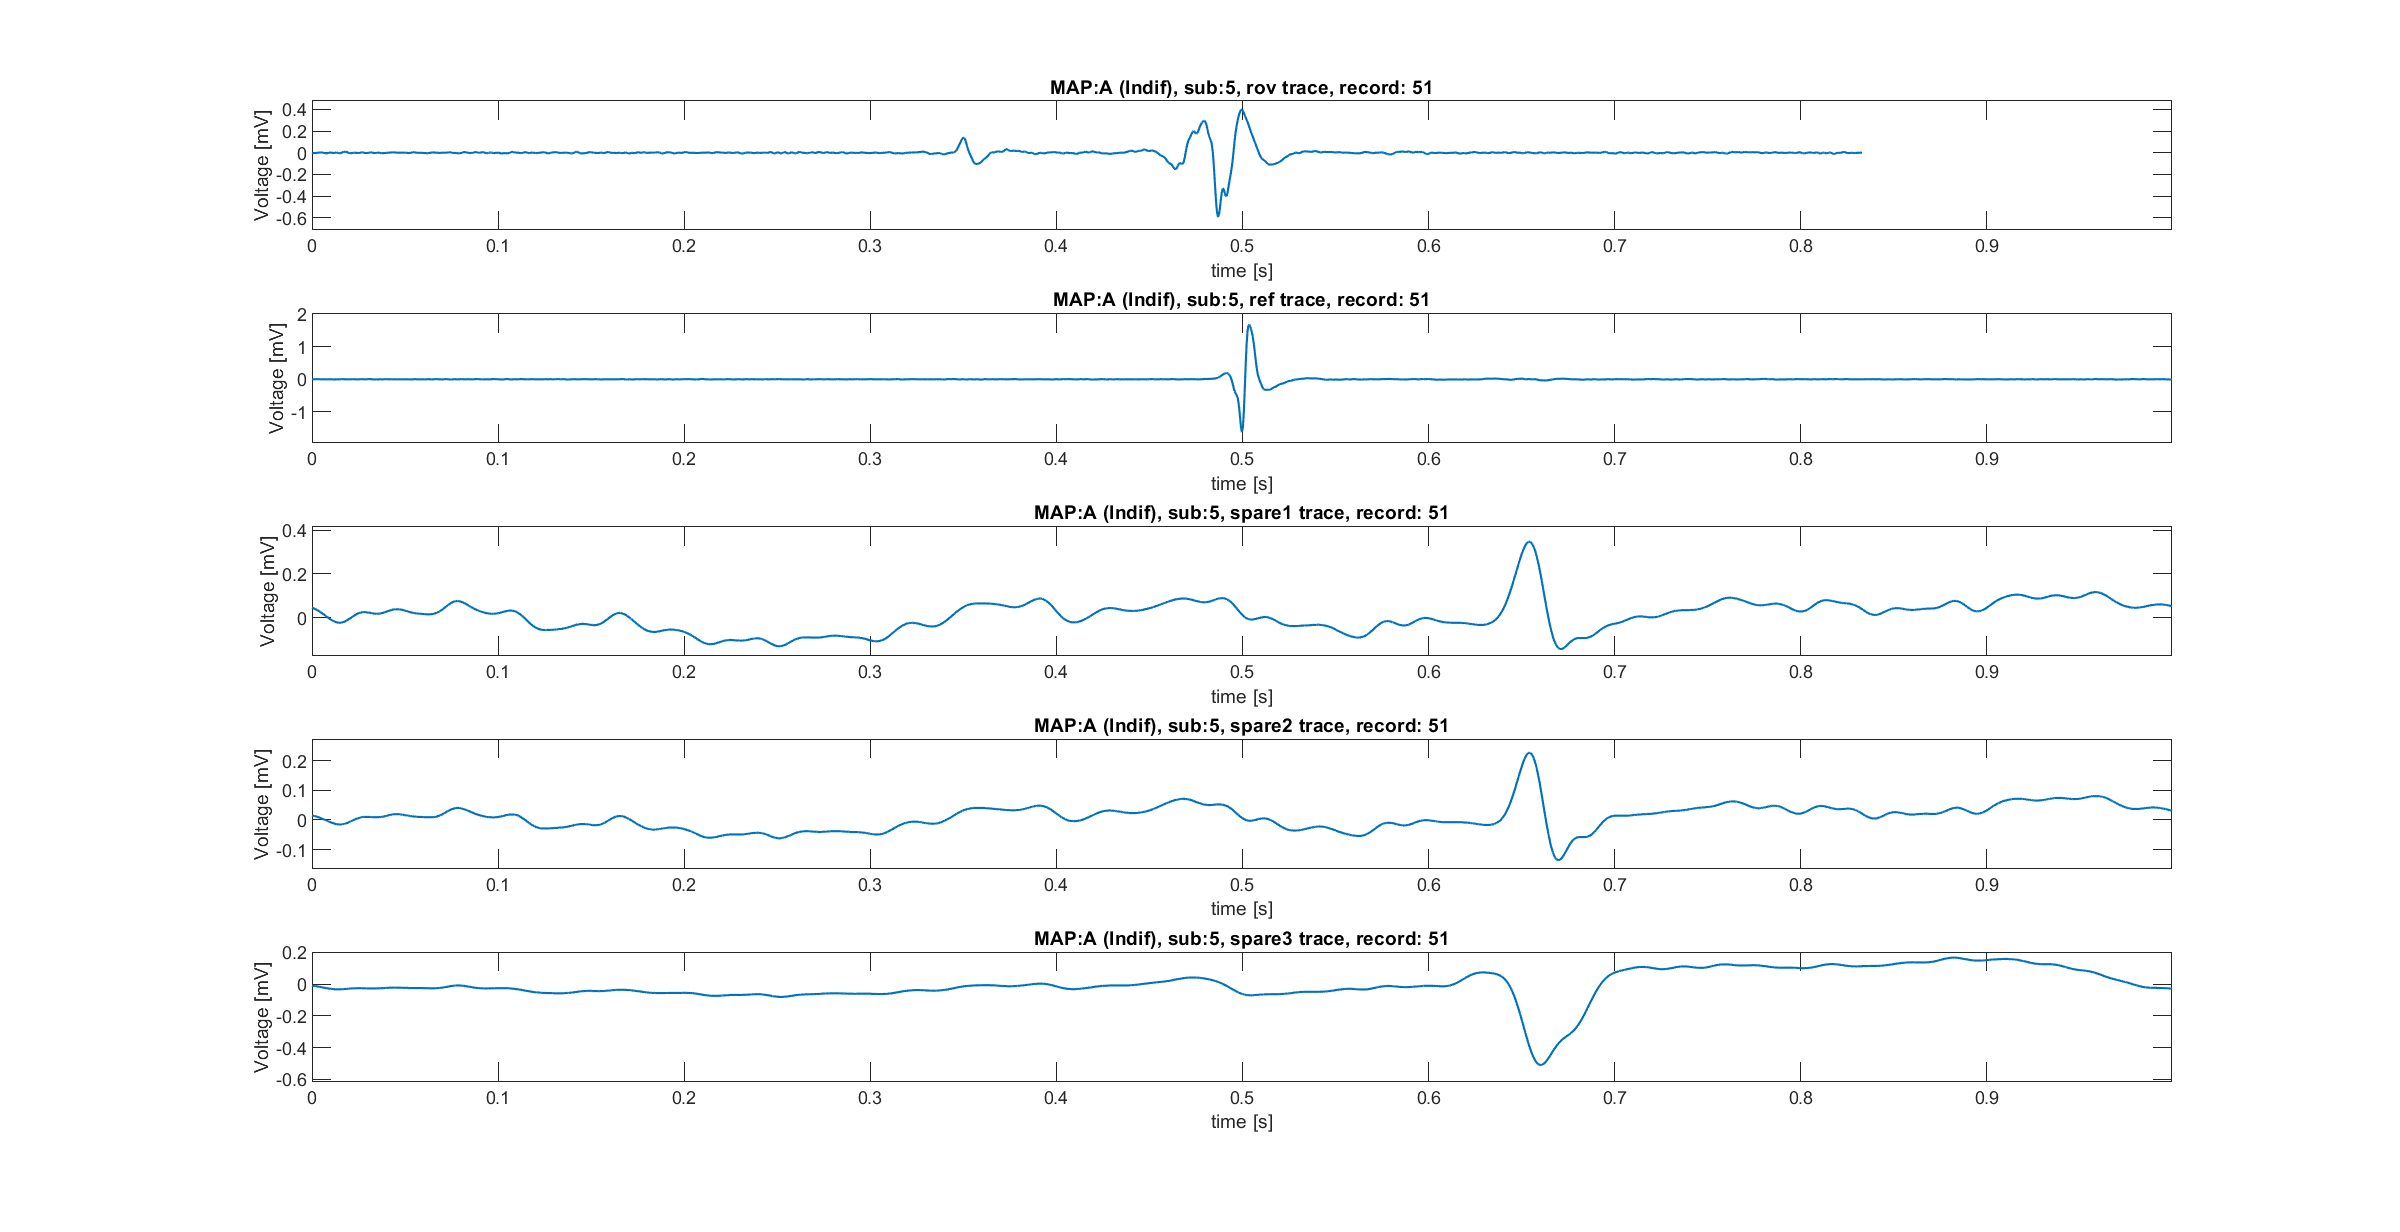 MAP:A (Indif), sub:5, rov trace, record: 51
Voltage [mV]
0.4
0.2
0
-0.2
-0.4
-0.6
0 0.1 0.2 0.3 0.4 0.5 0.6 0.7 0.8 0.9
time [s]
MAP:A (Indif), sub:5, ref trace, record: 51
Voltage [mV]
2
1
0
-1
0 0.1 0.2 0.3 0.4 0.5 0.6 0.7 0.8 0.9
time [s]
MAP:A (Indif), sub:5, spare1 trace, record: 51
Voltage [mV]
0.4
0.2
0
0 0.1 0.2 0.3 0.4 0.5 0.6 0.7 0.8 0.9
time [s]
MAP:A (Indif), sub:5, spare2 trace, record: 51
Voltage [mV]
0.2
0.1
0
-0.1
0 0.1 0.2 0.3 0.4 0.5 0.6 0.7 0.8 0.9
time [s]
MAP:A (Indif), sub:5, spare3 trace, record: 51
Voltage [mV]
0.2
0
-0.2
-0.4
-0.6
0 0.1 0.2 0.3 0.4 0.5 0.6 0.7 0.8 0.9
time [s]